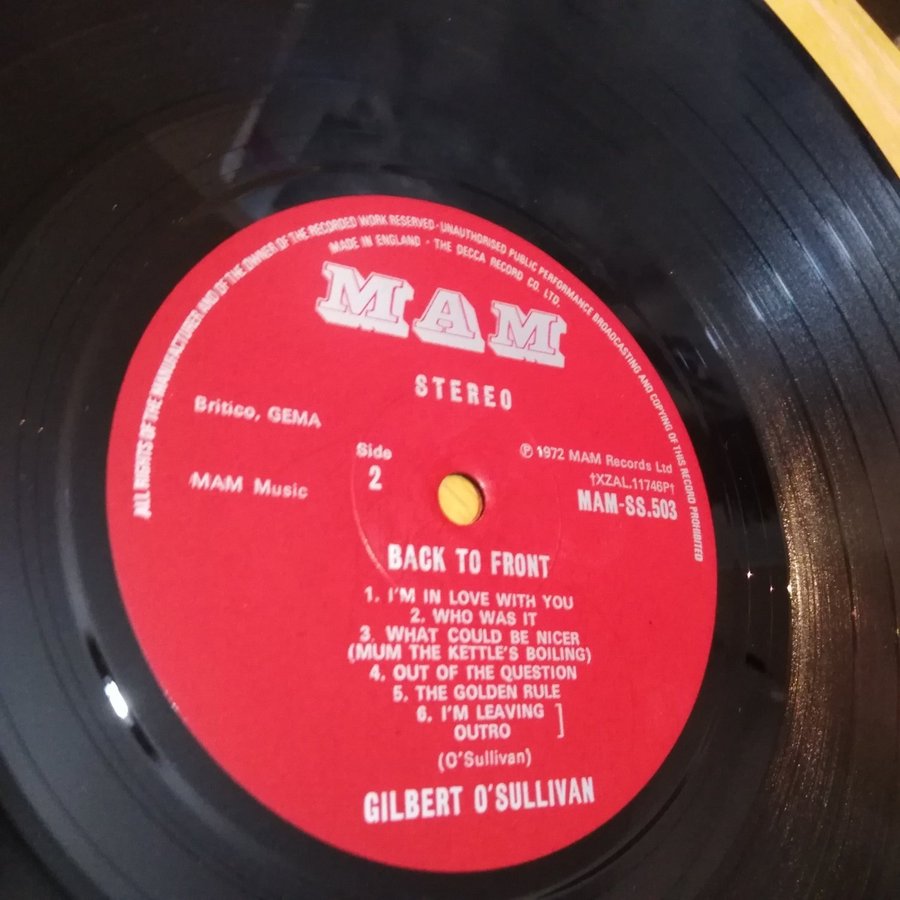 ALL RIGHTS OF THE MANUFACTURER AND OF THE OWNER OF THE RECORDED WORK RESERVED · UNAUTHORISED PUBLIC PERFORMANCE BROADCASTING AND COPYING OF THIS RECORD PROHIBITED
MADE IN ENGLAND · THE DECCA RECORD CO. LTD.
MAM
STEREO
Britico, GEMA
MAM Music
Side
2
℗ 1972 MAM Records Ltd
†XZAL.11746P†
MAM-SS.503
BACK TO FRONT
1. I'M IN LOVE WITH YOU
2. WHO WAS IT
3. WHAT COULD BE NICER
(MUM THE KETTLE'S BOILING)
4. OUT OF THE QUESTION
5. THE GOLDEN RULE
6. I'M LEAVING ]
OUTRO
(O'Sullivan)
GILBERT O'SULLIVAN